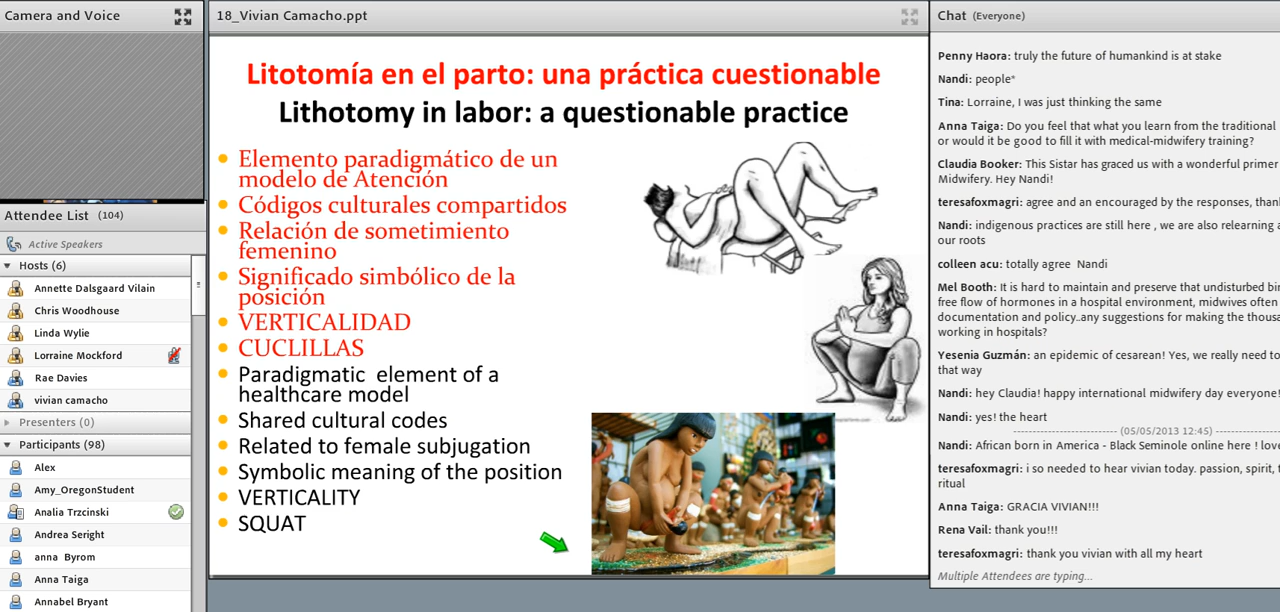 Camera and Voice
Attendee List (104)
Active Speakers
Hosts (6)
Annette Dalsgaard Vilain
Chris Woodhouse
Linda Wylie
Lorraine Mockford
Rae Davies
vivian camacho
Presenters (0)
Participants (98)
Alex
Amy_OregonStudent
Analia Trzcinski
Andrea Seright
anna Byrom
Anna Taiga
Annabel Bryant
18_Vivian Camacho.ppt
Litotomía en el parto: una práctica cuestionable
Lithotomy in labor: a questionable practice
Elemento paradigmático de un
modelo de Atención
Códigos culturales compartidos
Relación de sometimiento
femenino
Significado simbólico de la
posición
VERTICALIDAD
CUCLILLAS
Paradigmatic element of a
healthcare model
Shared cultural codes
Related to female subjugation
Symbolic meaning of the position
VERTICALITY
SQUAT
Chat (Everyone)
Penny Haora: truly the future of humankind is at stake
Nandi: people*
Tina: Lorraine, I was just thinking the same
Anna Taiga: Do you feel that what you learn from the traditional
or would it be good to fill it with medical-midwifery training?
Claudia Booker: This Sistar has graced us with a wonderful primer
Midwifery. Hey Nandi!
teresafoxmagri: agree and an encouraged by the responses,
Nandi: indigenous practices are still here , we are also relearning
our roots
colleen acu: totally agree Nandi
Mel Booth: It is hard to maintain and preserve that undisturbed
free flow of hormones in a hospital environment, midwives often
documentation and policy..any suggestions for making the
working in hospitals?
Yesenia Guzmán: an epidemic of cesarean! Yes, we really need to
that way
Nandi: hey Claudia! happy international midwifery day everyone!
Nandi: yes! the heart
(05/05/2013 12:45)
Nandi: African born in America - Black Seminole online here !
teresafoxmagri: i so needed to hear vivian today. passion, spirit,
ritual
Anna Taiga: GRACIA VIVIAN!!!
Rena Vail: thank you!!!
teresafoxmagri: thank you vivian with all my heart
Multiple Attendees are typing...